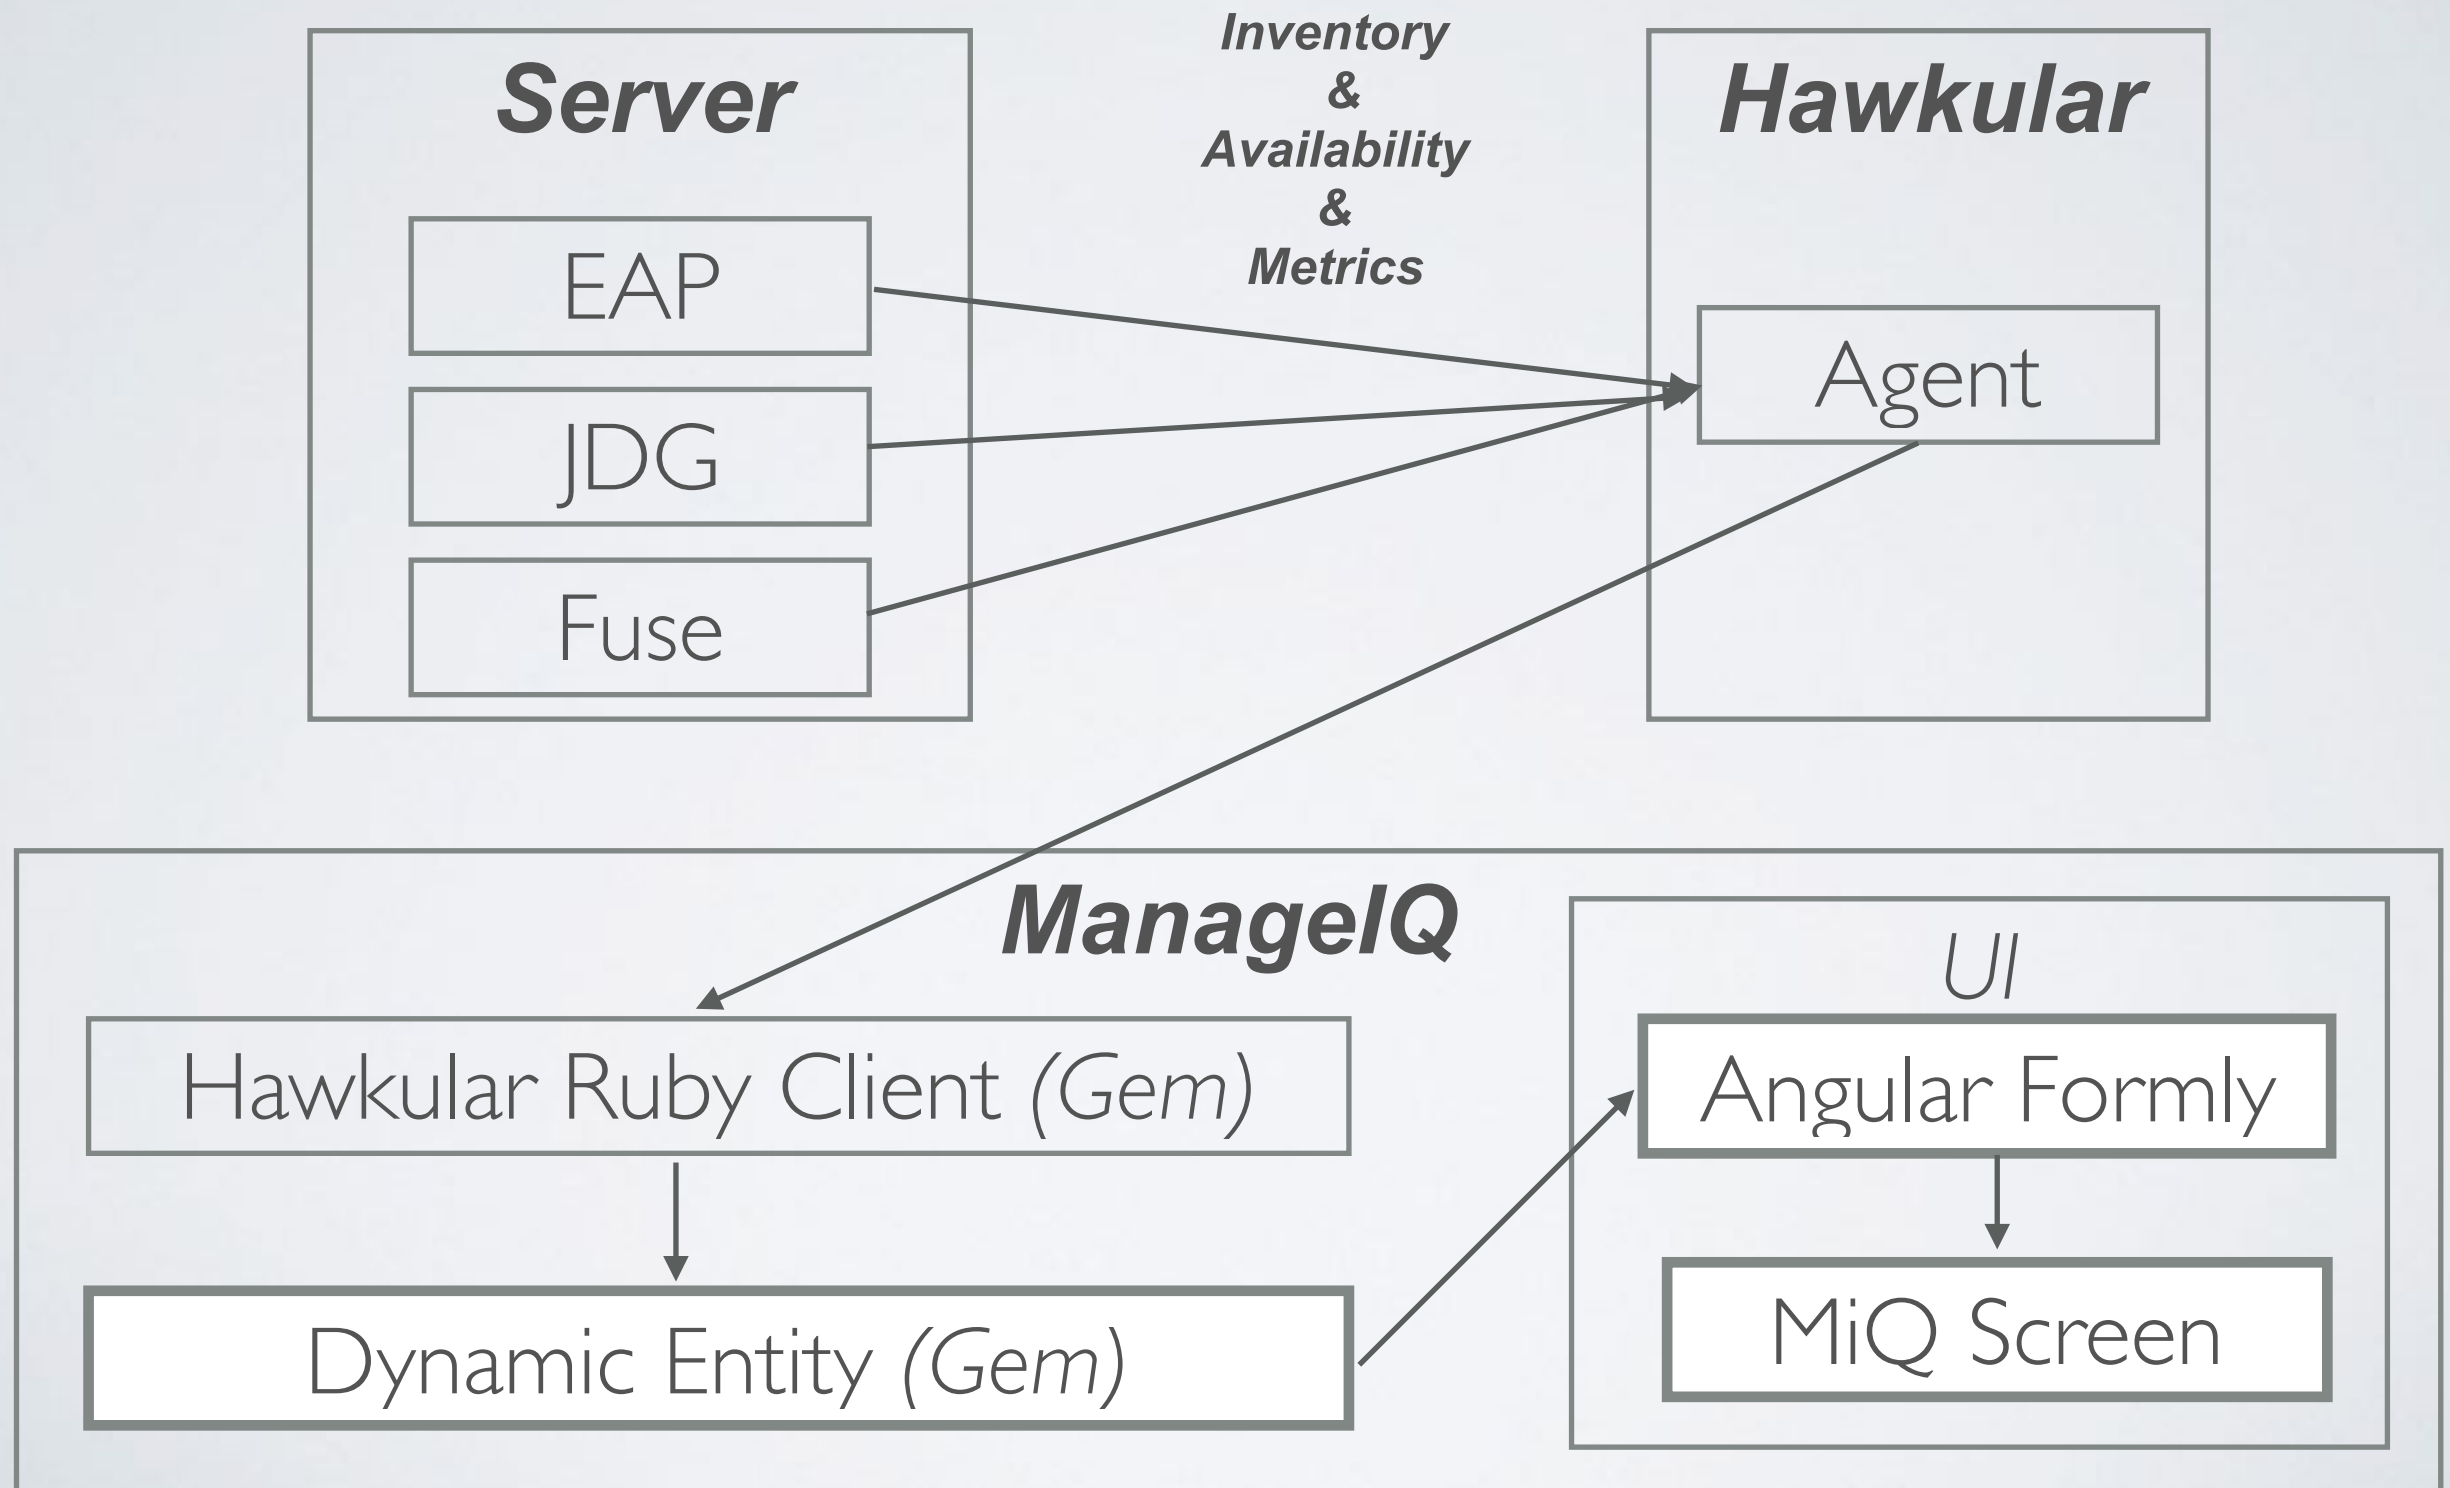 Server
EAP
JDG
Fuse
Inventory
&
Availability
&
Metrics
Hawkular
Agent
ManageIQ
Hawkular Ruby Client (Gem)
Dynamic Entity (Gem)
UI
Angular Formly
MiQ Screen